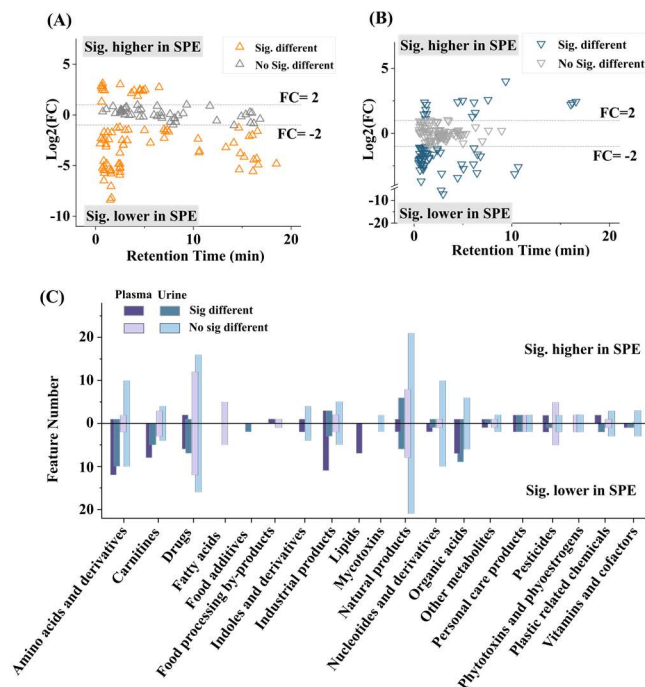 (A)
Sig. higher in SPE
Sig. different
No Sig. different
FC= 2
FC= -2
Log2(FC)
5
0
-5
-10
Sig. lower in SPE
0
10
20
Retention Time (min)
(B)
Sig. higher in SPE
Sig. different
No Sig. different
FC=2
FC= -2
Log2(FC)
5
0
-5
-10
-20
Sig. lower in SPE
0
10
20
Retention Time (min)
(C)
Plasma Urine
Sig different
No sig different
Sig. higher in SPE
Feature Number
20
10
0
10
20
Sig. lower in SPE
Amino acids and derivatives
Carnitines
Drugs
Fatty acids
Food additives
Food processing by-products
Indoles and derivatives
Industrial products
Lipids
Mycotoxins
Natural products
Nucleotides and derivatives
Organic acids
Other metabolites
Personal care products
Pesticides
Phytotoxins and phyoestrogens
Plastic related chemicals
Vitamins and cofactors